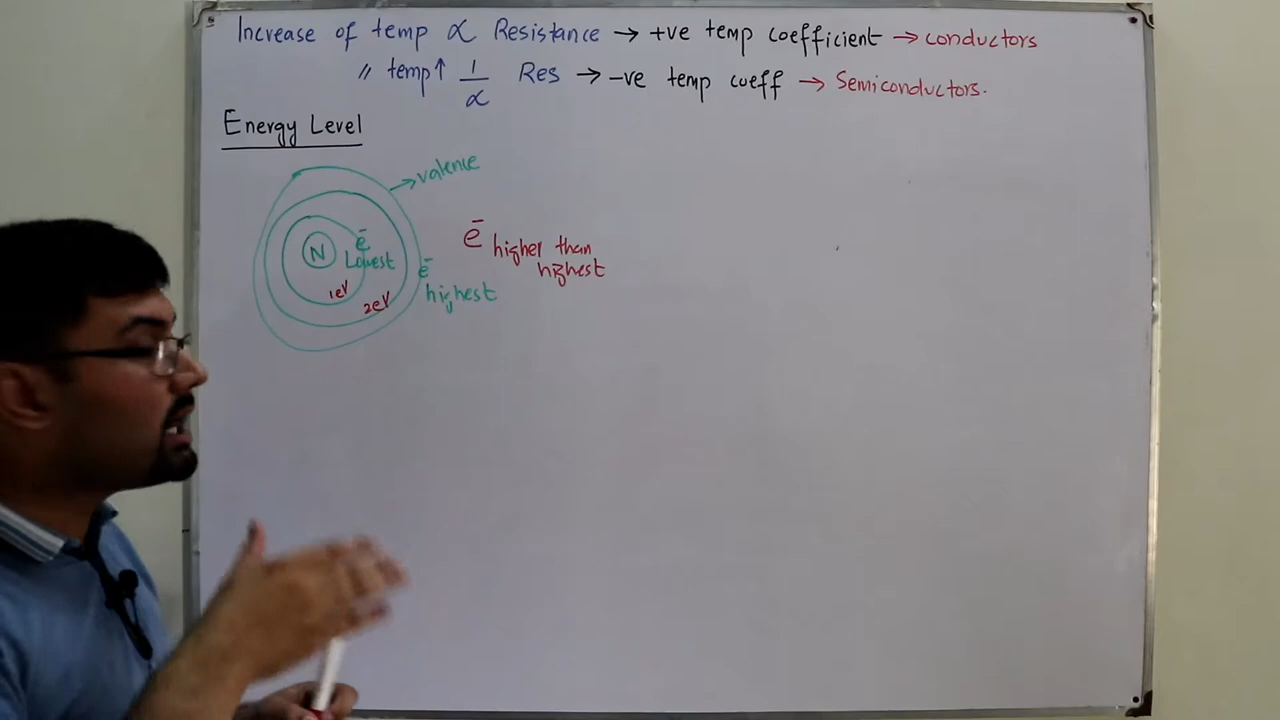 Increase of temp ∝ Resistance → +ve temp coefficient → conductors
〃 temp↑ 1/∝ Res → -ve temp coeff → Semiconductors.
Energy Level
→ valence
N
e̅
Lowest
e̅
highest
1eV
2eV
e̅ higher than
highest